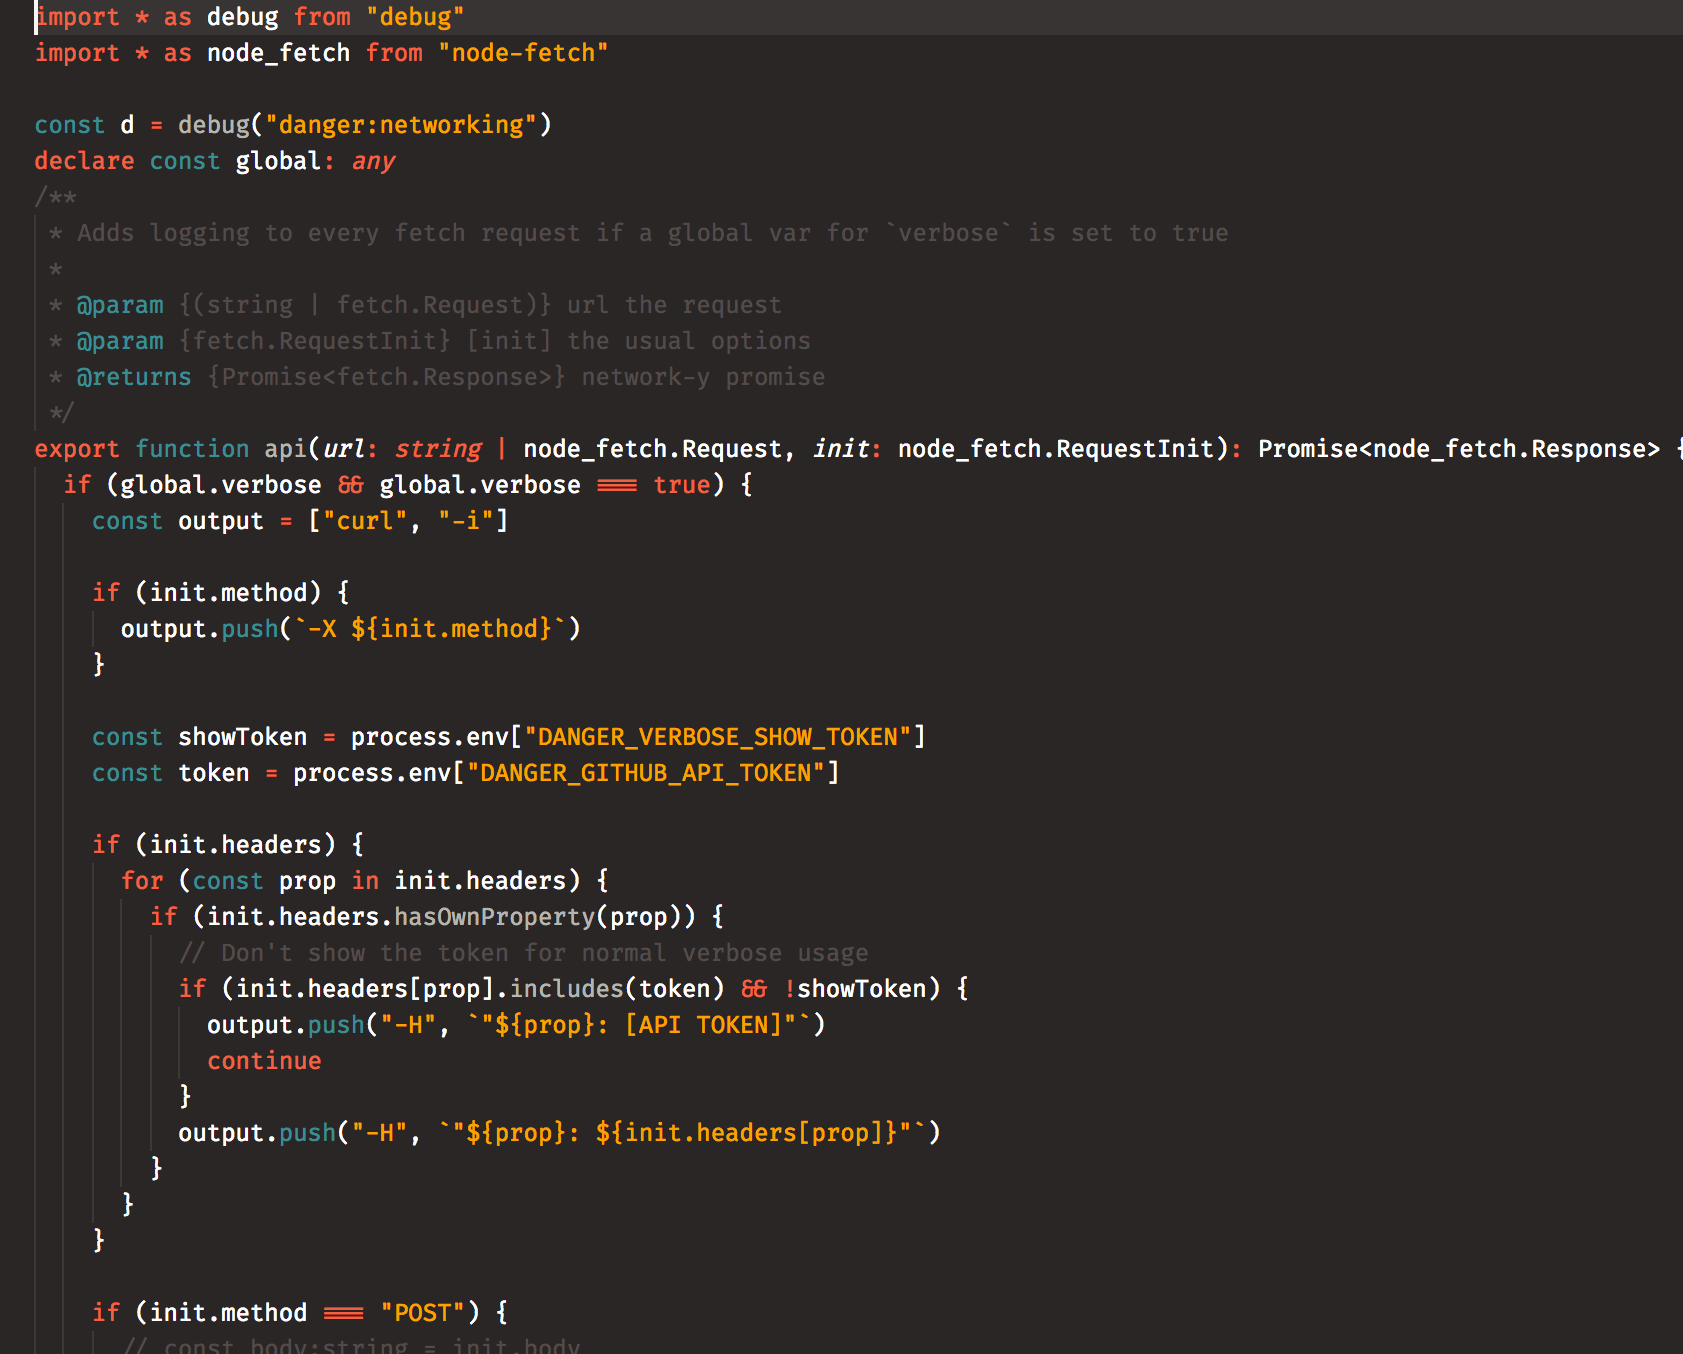 import * as debug from "debug"
import * as node_fetch from "node-fetch"
const d = debug("danger:networking")
declare const global: any
/**
* Adds logging to every fetch request if a global var for `verbose` is set to true
*
* @param {(string | fetch.Request)} url the request
* @param {fetch.RequestInit} [init] the usual options
* @returns {Promise<fetch.Response>} network-y promise
*/
export function api(url: string | node_fetch.Request, init: node_fetch.RequestInit): Promise<node_fetch.Response> {
if (global.verbose && global.verbose === true) {
const output = ["curl", "-i"]
if (init.method) {
output.push(`-X ${init.method}`)
}
const showToken = process.env["DANGER_VERBOSE_SHOW_TOKEN"]
const token = process.env["DANGER_GITHUB_API_TOKEN"]
if (init.headers) {
for (const prop in init.headers) {
if (init.headers.hasOwnProperty(prop)) {
// Don't show the token for normal verbose usage
if (init.headers[prop].includes(token) && !showToken) {
output.push("-H", `"${prop}: [API TOKEN]"`)
continue
}
output.push("-H", `"${prop}: ${init.headers[prop]}"`)
}
}
}
if (init.method === "POST") {
// const body:string = init.body